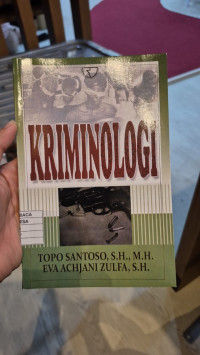 KRIMINOLOGI
TOPO SANTOSO, S.H., M.H.
EVA ACHJANI ZULFA, S.H.